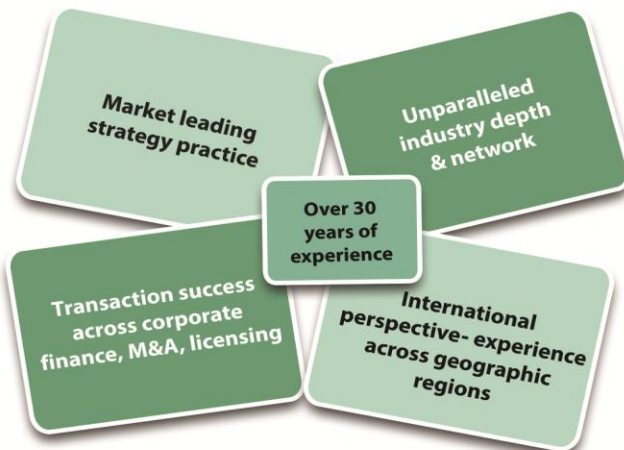 Market leading
strategy practice
Unparalleled
industry depth
& network
Over 30
years of
experience
Transaction success
across corporate
finance, M&A, licensing
International
perspective- experience
across geographic
regions